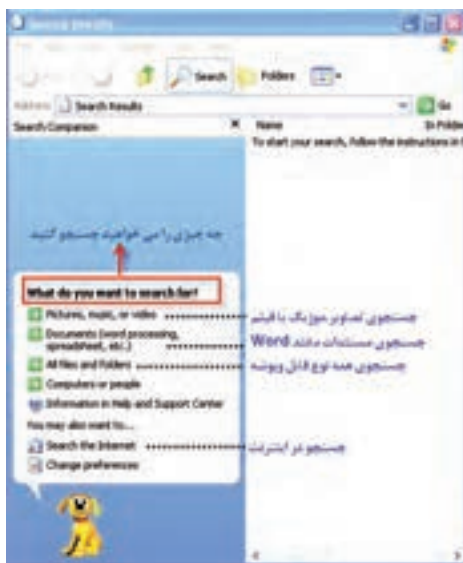 Search Results
Search Folders
Address Search Results Go
Search Companion
Name In Folder
To start your search, follow the instructions in t
چه چیزی را می خواهید جستجو کنید
What do you want to search for?
Pictures, music, or video
جستجوی تصاویر موزیک یا فیلم
Documents (word processing, spreadsheet, etc.)
جستجوی مستندات مانند Word
All files and folders
جستجوی همه نوع فایل وپوشه
Computers or people
Information in Help and Support Center
You may also want to...
Search the Internet
جستجو در اینترنت
Change preferences